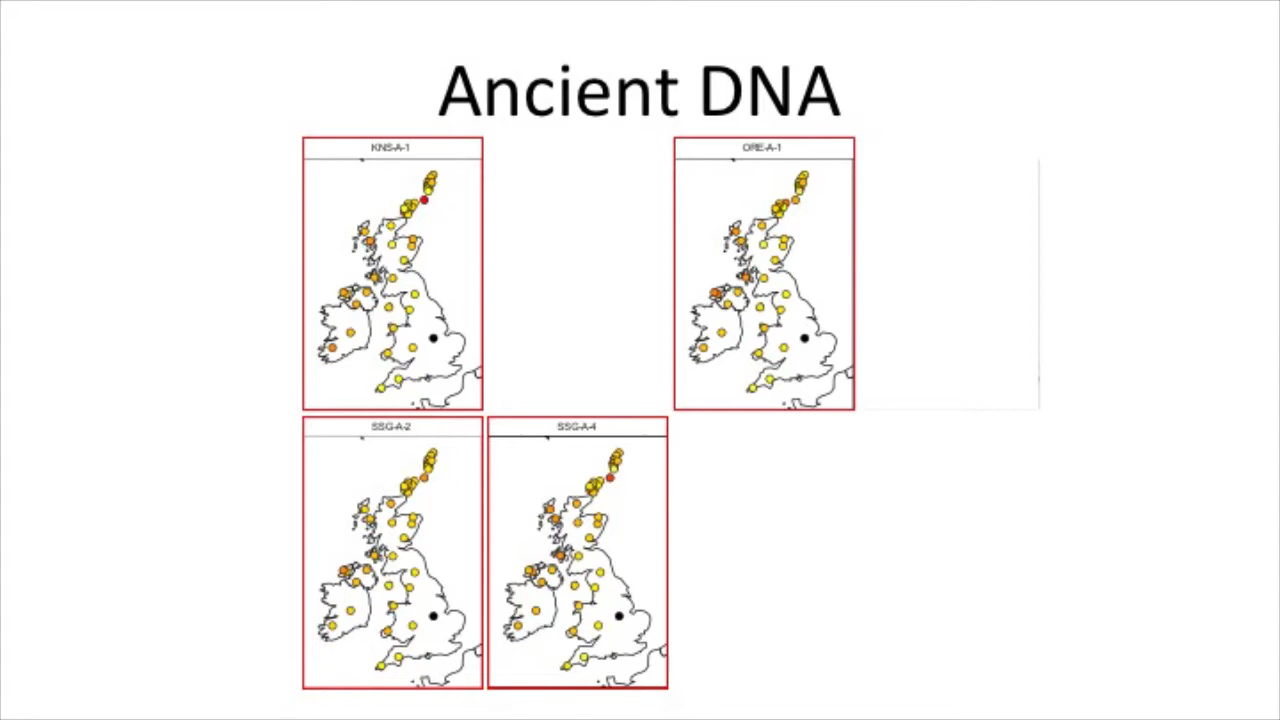 Ancient DNA
KNS-A-1
ORE-A-1
SSG-A-2
SSG-A-4